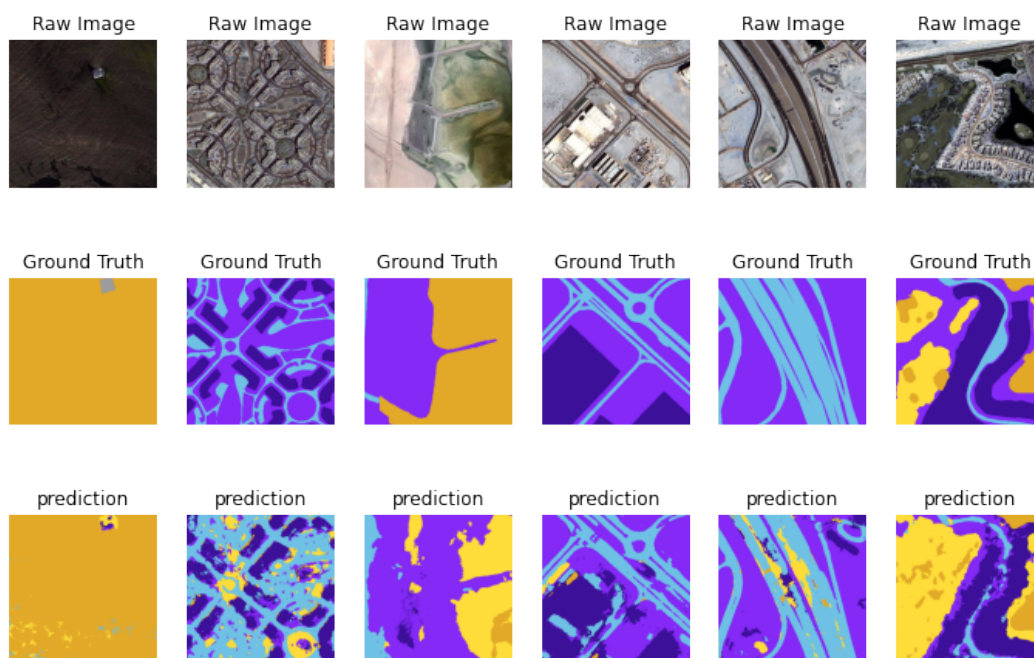 Raw Image Raw Image Raw Image Raw Image Raw Image Raw Image
Ground Truth Ground Truth Ground Truth Ground Truth Ground Truth Ground Truth
prediction prediction prediction prediction prediction prediction